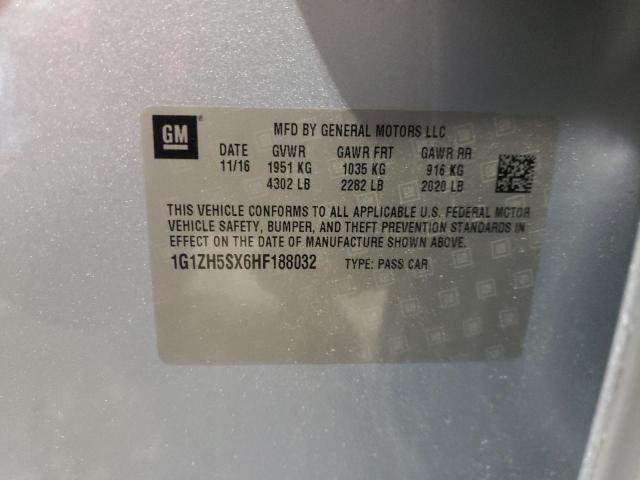 GM
MFD BY GENERAL MOTORS LLC
DATE GVWR GAWR FRT GAWR RR
11/16 1951 KG 1035 KG 916 KG
4302 LB 2282 LB 2020 LB
THIS VEHICLE CONFORMS TO ALL APPLICABLE U.S. FEDERAL MOTOR
VEHICLE SAFETY, BUMPER, AND THEFT PREVENTION STANDARDS
IN EFFECT ON THE DATE OF MANUFACTURE SHOWN ABOVE.
1G1ZH5SX6HF188032 TYPE: PASS CAR